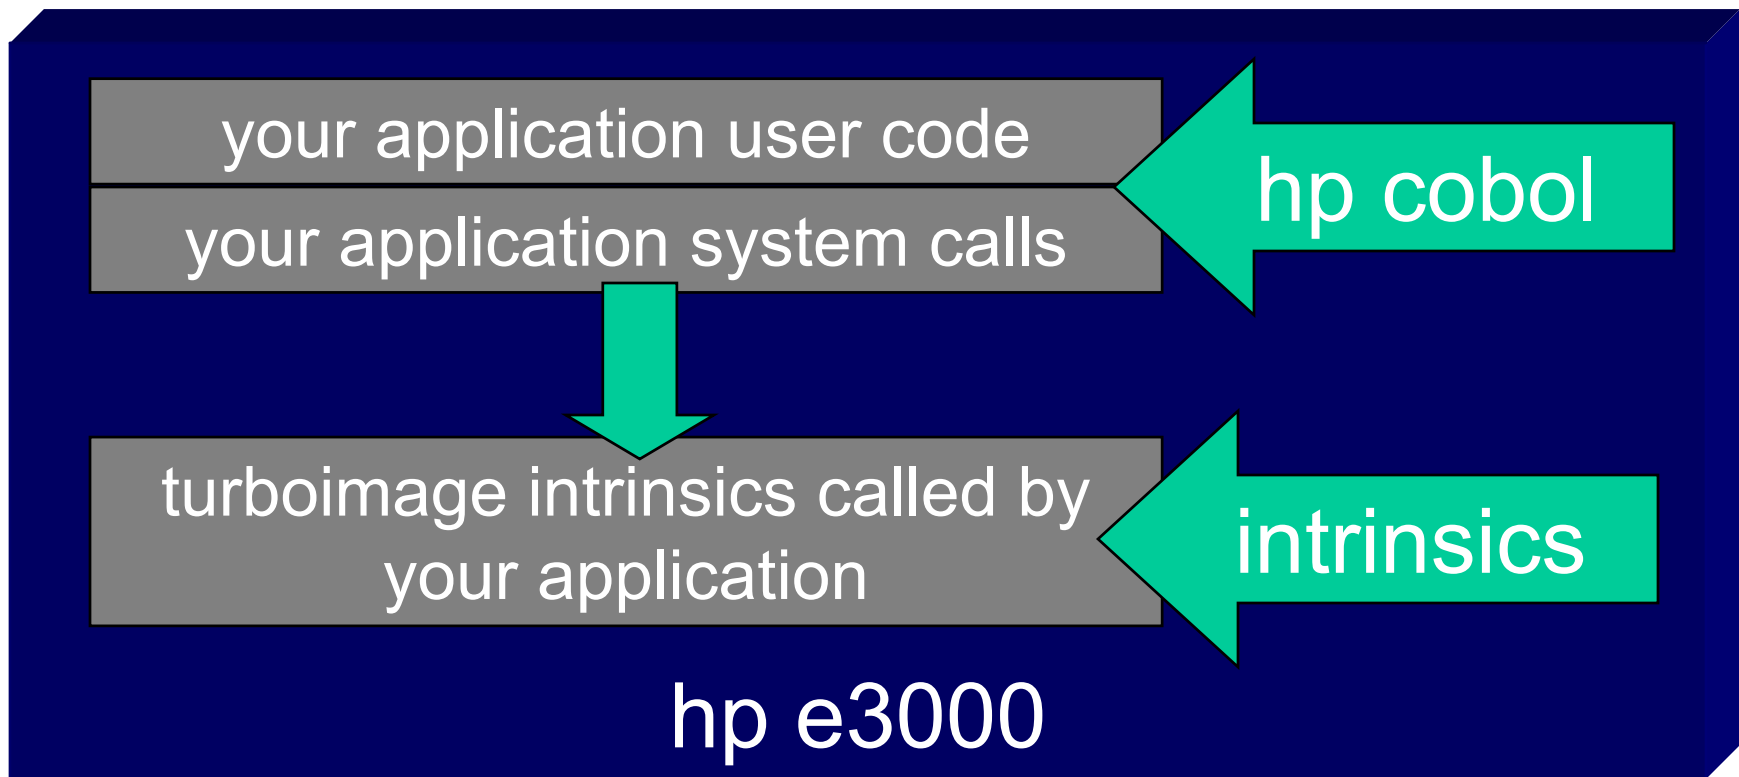 your application user code
hp cobol
your application system calls
turboimage intrinsics called by
your application
intrinsics
hp e3000